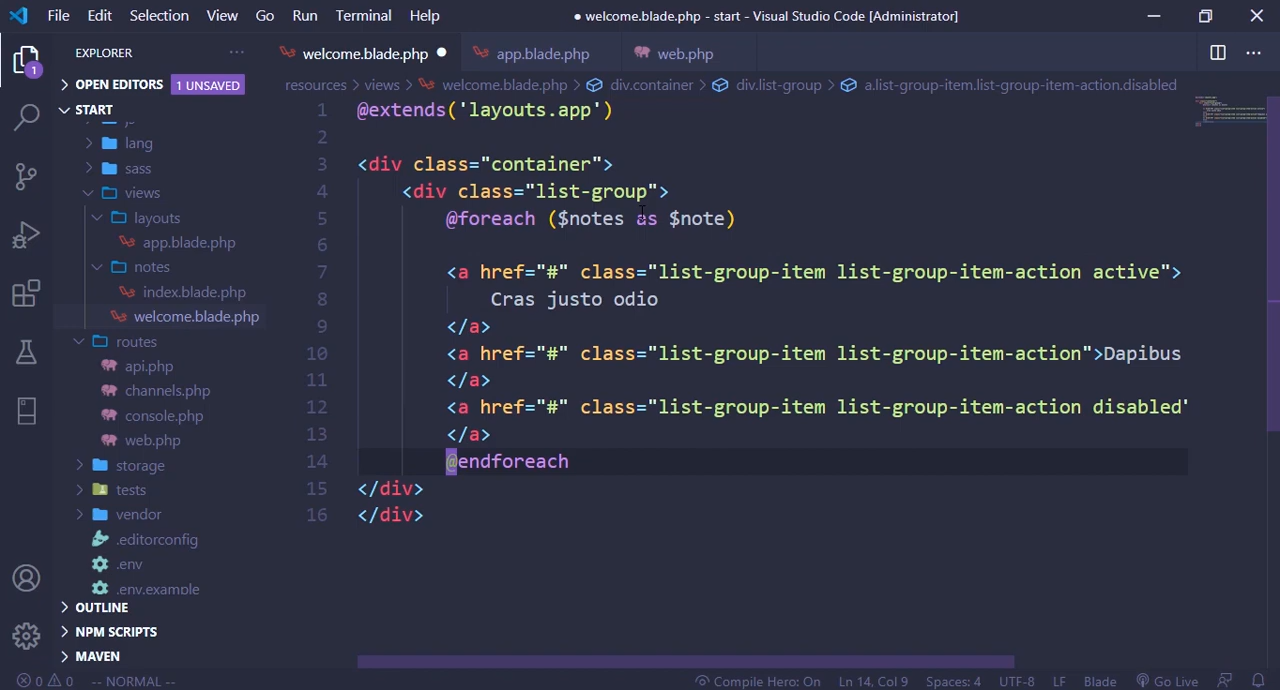 File Edit Selection View Go Run Terminal Help
● welcome.blade.php - start - Visual Studio Code [Administrator]
EXPLORER
welcome.blade.php
app.blade.php
web.php
OPEN EDITORS 1 UNSAVED
resources > views > welcome.blade.php > div.container > div.list-group > a.list-group-item.list-group-item-action.disabled
START
lang
sass
views
layouts
app.blade.php
notes
index.blade.php
welcome.blade.php
routes
api.php
channels.php
console.php
web.php
storage
tests
vendor
.editorconfig
.env
.env.example
OUTLINE
NPM SCRIPTS
MAVEN
1
1 @extends('layouts.app')
2
3 <div class="container">
4 <div class="list-group">
5 @foreach ($notes as $note)
6
7 <a href="#" class="list-group-item list-group-item-action active">
8 Cras justo odio
9 </a>
10 <a href="#" class="list-group-item list-group-item-action">Dapibus
11 </a>
12 <a href="#" class="list-group-item list-group-item-action disabled"
13 </a>
14 @endforeach
15 </div>
16 </div>
0 0 -- NORMAL -- Compile Hero: On Ln 14, Col 9 Spaces: 4 UTF-8 LF Blade Go Live